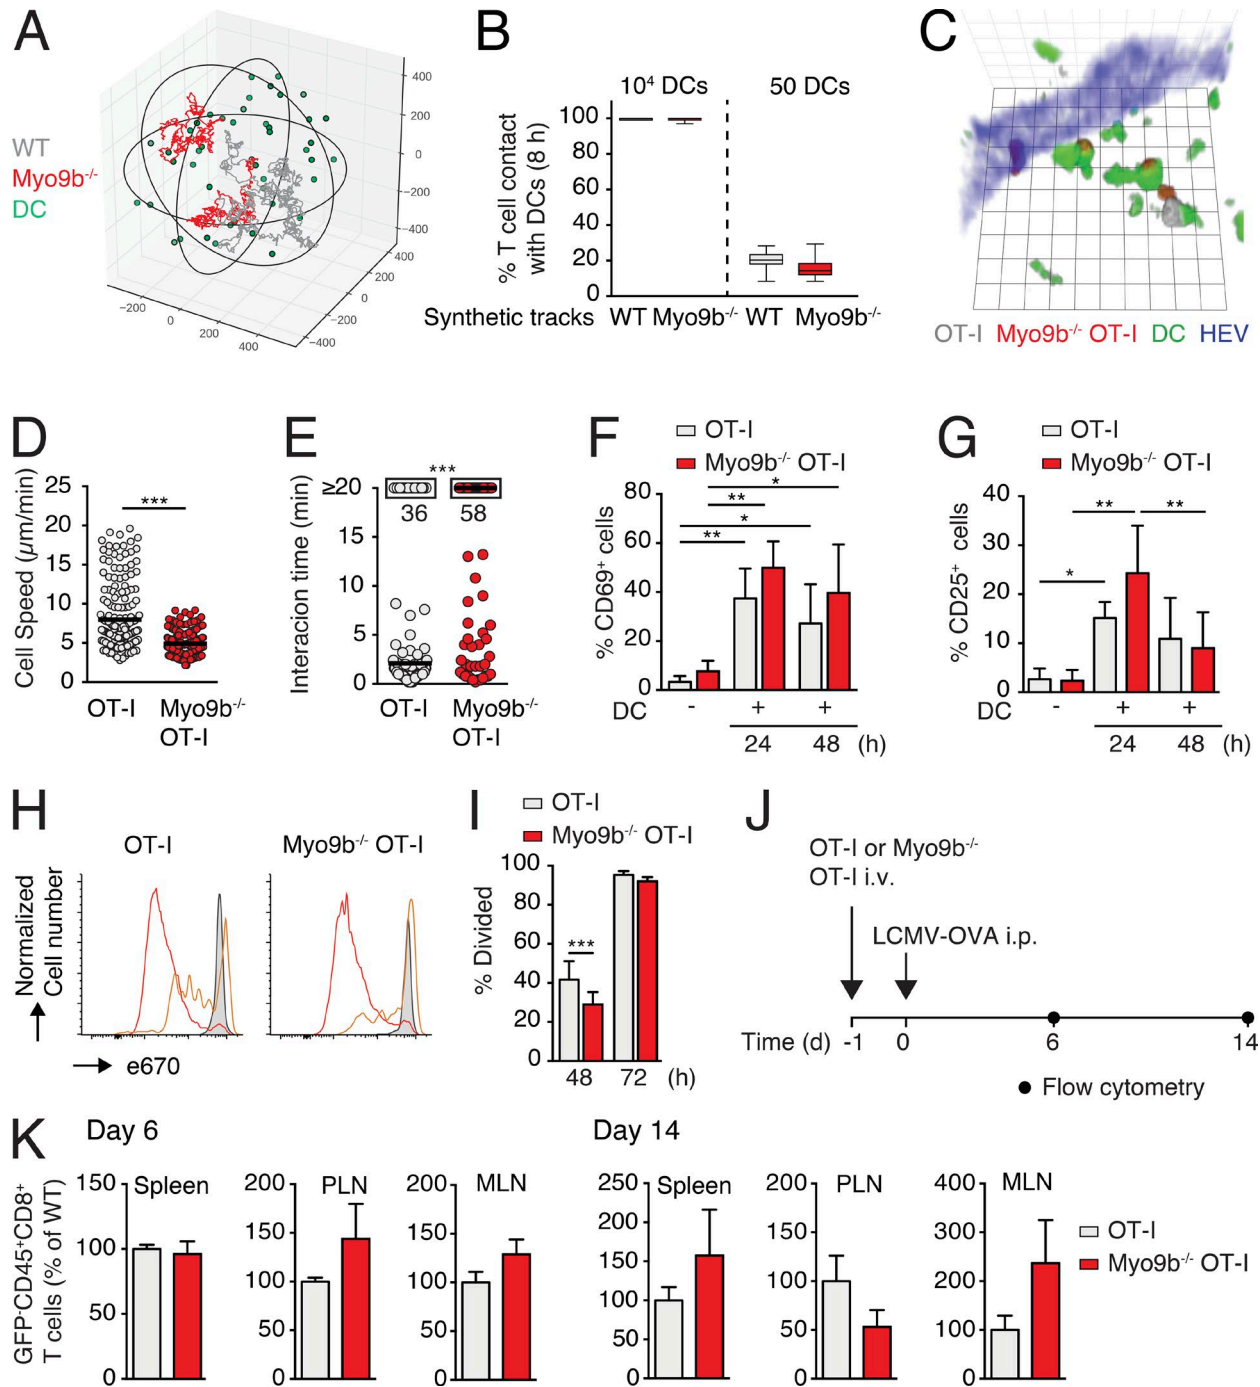 A
WT
Myo9b-/-
DC
400
200
0
−200
−400
400
200
0
−200
−400
−200
0
200
400
B
10⁴ DCs
50 DCs
% T cell contact
with DCs (8 h)
100
80
60
40
20
0
Synthetic tracks
WT
Myo9b-/-
WT
Myo9b-/-
C
OT-I
Myo9b-/- OT-I
DC
HEV
D
Cell Speed (µm/min)
25
20
15
10
5
0
***
OT-I
Myo9b-/-
OT-I
E
Interacion time (min)
≥20
15
10
5
0
***
36
58
OT-I
Myo9b-/-
OT-I
F
OT-I
Myo9b-/- OT-I
% CD69+ cells
80
60
40
20
0
*
**
*
**
DC
-
+
+
24
48
(h)
G
OT-I
Myo9b-/- OT-I
% CD25+ cells
40
30
20
10
0
**
**
*
DC
-
+
+
24
48
(h)
H
OT-I
Myo9b-/- OT-I
Normalized
Cell number
e670
I
OT-I
Myo9b-/- OT-I
% Divided
100
80
60
40
20
0
***
48
72
(h)
J
OT-I or Myo9b-/-
OT-I i.v.
LCMV-OVA i.p.
Time (d)
-1
0
6
14
Flow cytometry
K
Day 6
Day 14
GFP-CD45+CD8+
T cells (% of WT)
150
100
50
0
Spleen
200
150
100
50
0
PLN
200
150
100
50
0
MLN
250
200
150
100
50
0
Spleen
200
150
100
50
0
PLN
400
300
200
100
0
MLN
OT-I
Myo9b-/- OT-I